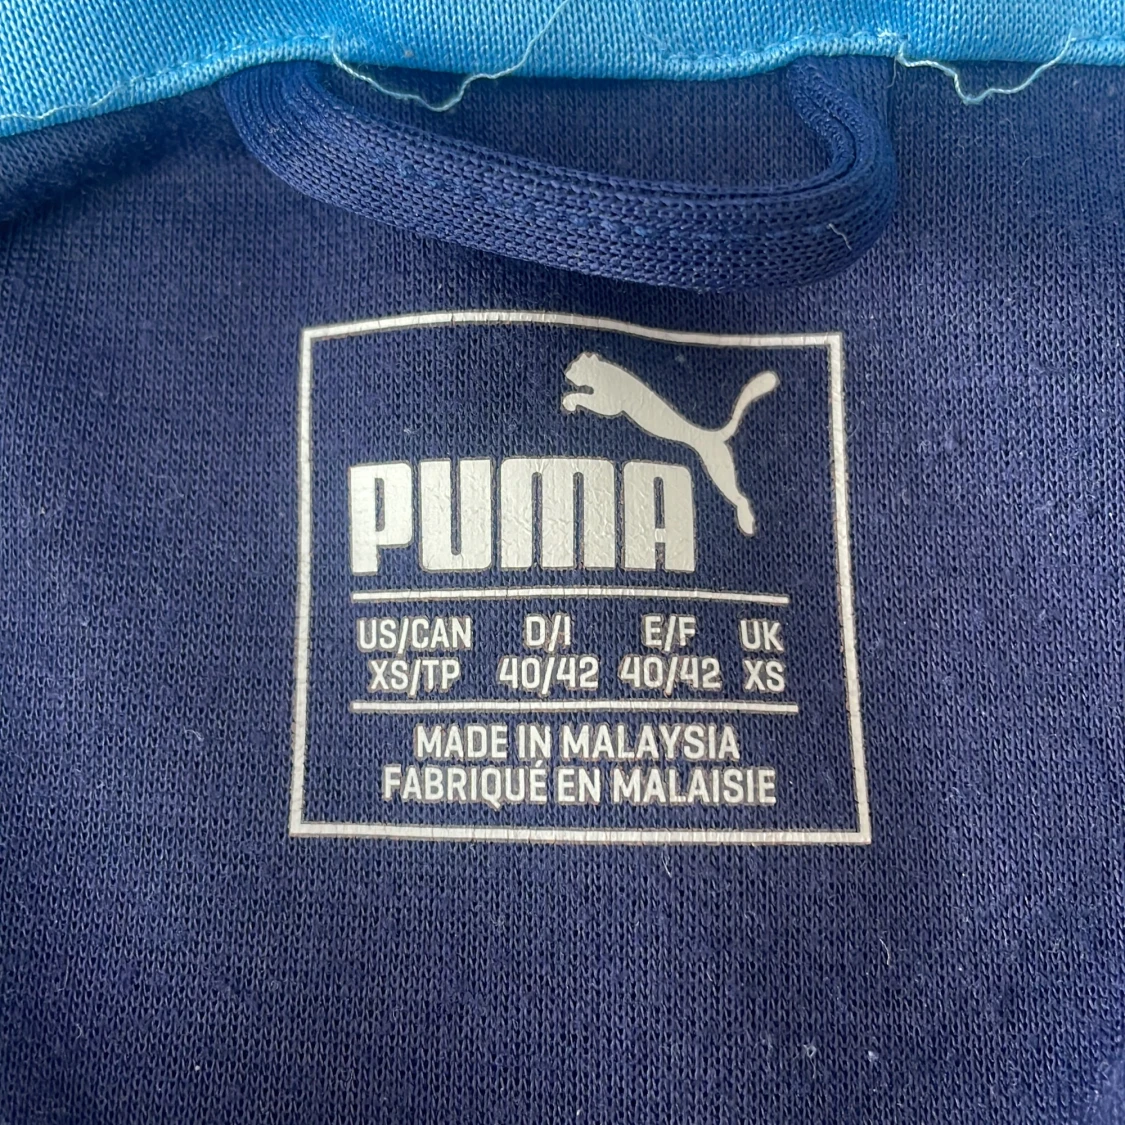 PUMA
US/CAN D/I E/F UK
XS/TP 40/42 40/42 XS
MADE IN MALAYSIA
FABRIQUÉ EN MALAISIE